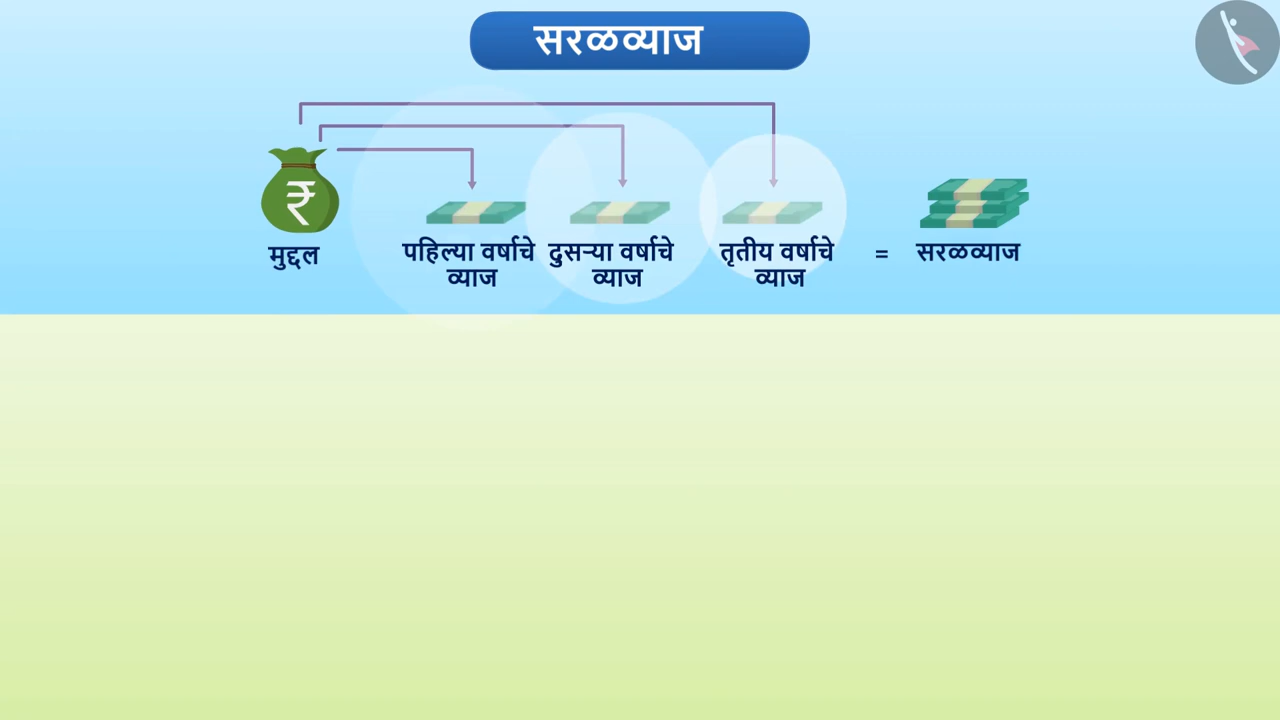 सरळव्याज
₹
मुद्दल
पहिल्या वर्षाचे
व्याज
दुसऱ्या वर्षाचे
व्याज
तृतीय वर्षाचे
व्याज
=
सरळव्याज